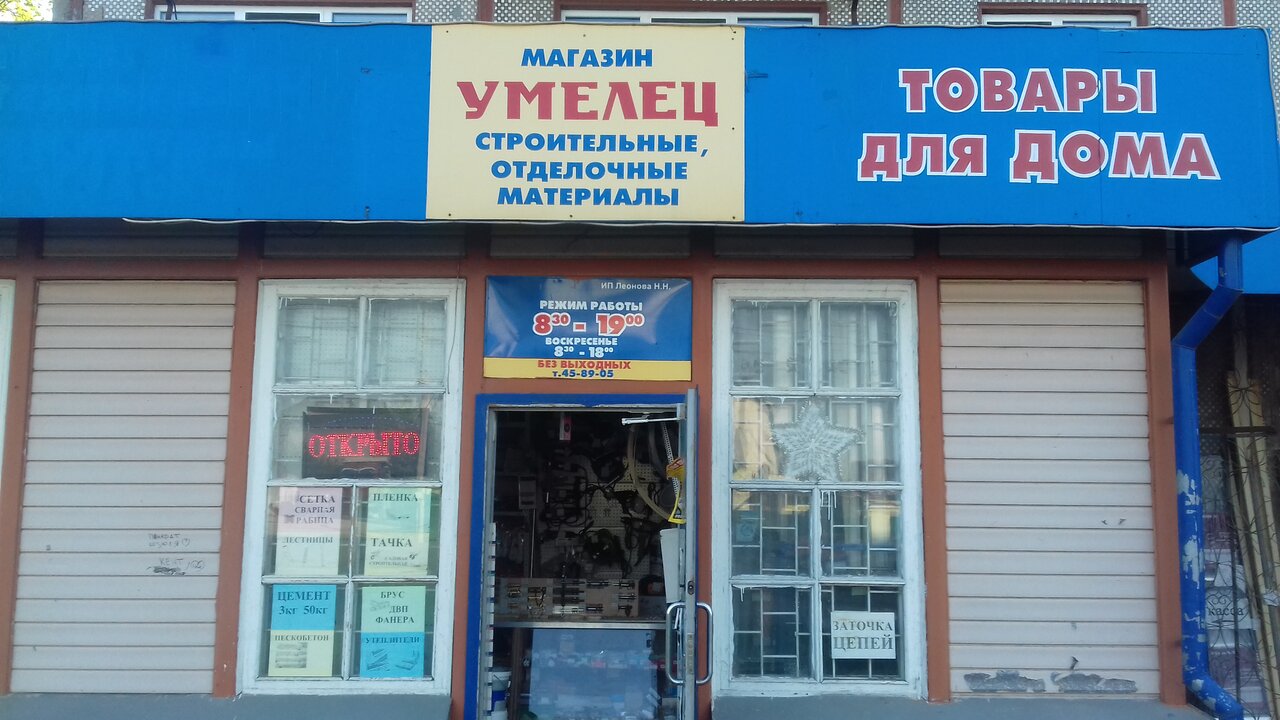 МАГАЗИН
УМЕЛЕЦ
СТРОИТЕЛЬНЫЕ,
ОТДЕЛОЧНЫЕ
МАТЕРИАЛЫ
ТОВАРЫ
ДЛЯ ДОМА
ИП Леонова Н.Н.
РЕЖИМ РАБОТЫ
8³⁰ - 19⁰⁰
ВОСКРЕСЕНЬЕ
8³⁰ - 18⁰⁰
БЕЗ ВЫХОДНЫХ
т.45-89-05
ОТКРЫТО
СЕТКА
СВАРНАЯ
РАБИЦА
ЛЕСТНИЦЫ
ПЛЕНКА
ТАЧКА
САДОВАЯ
СТРОИТЕЛЬНАЯ
ЦЕМЕНТ
3кг 50кг
ПЕСКОБЕТОН
БРУС
ДВП
ФАНЕРА
УТЕПЛИТЕЛИ
ЗАТОЧКА
ЦЕПЕЙ
касса